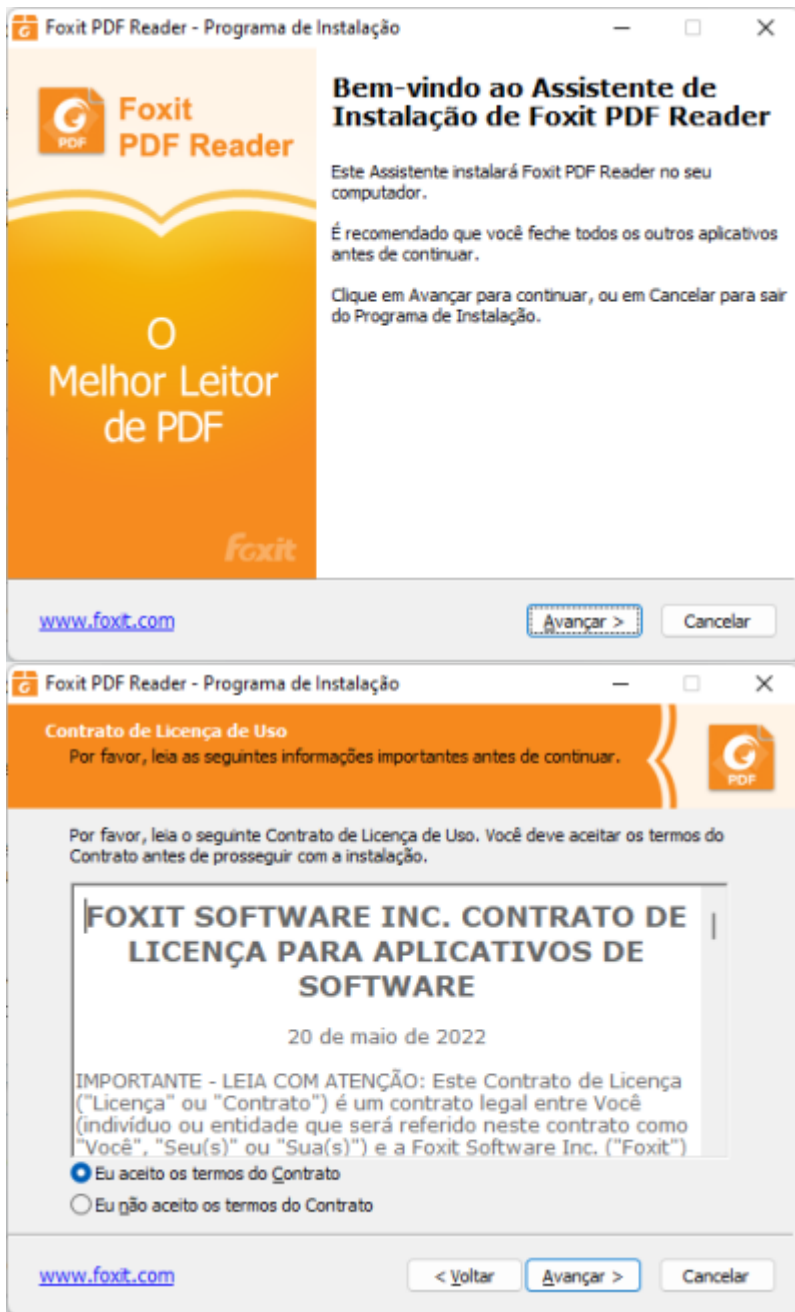 Foxit PDF Reader - Programa de Instalação
Foxit
PDF Reader
PDF
O
Melhor Leitor
de PDF
Foxit
Bem-vindo ao Assistente de
Instalação de Foxit PDF Reader
Este Assistente instalará Foxit PDF Reader no seu
computador.
É recomendado que você feche todos os outros aplicativos
antes de continuar.
Clique em Avançar para continuar, ou em Cancelar para sair
do Programa de Instalação.
www.foxit.com
Avançar >
Cancelar
Foxit PDF Reader - Programa de Instalação
Contrato de Licença de Uso
Por favor, leia as seguintes informações importantes antes de continuar.
PDF
Por favor, leia o seguinte Contrato de Licença de Uso. Você deve aceitar os termos do
Contrato antes de prosseguir com a instalação.
FOXIT SOFTWARE INC. CONTRATO DE
LICENÇA PARA APLICATIVOS DE
SOFTWARE
20 de maio de 2022
IMPORTANTE - LEIA COM ATENÇÃO: Este Contrato de Licença
("Licença" ou "Contrato") é um contrato legal entre Você
(indivíduo ou entidade que será referido neste contrato como
"Você", "Seu(s)" ou "Sua(s)") e a Foxit Software Inc. ("Foxit")
Eu aceito os termos do Contrato
Eu não aceito os termos do Contrato
www.foxit.com
< Voltar
Avançar >
Cancelar